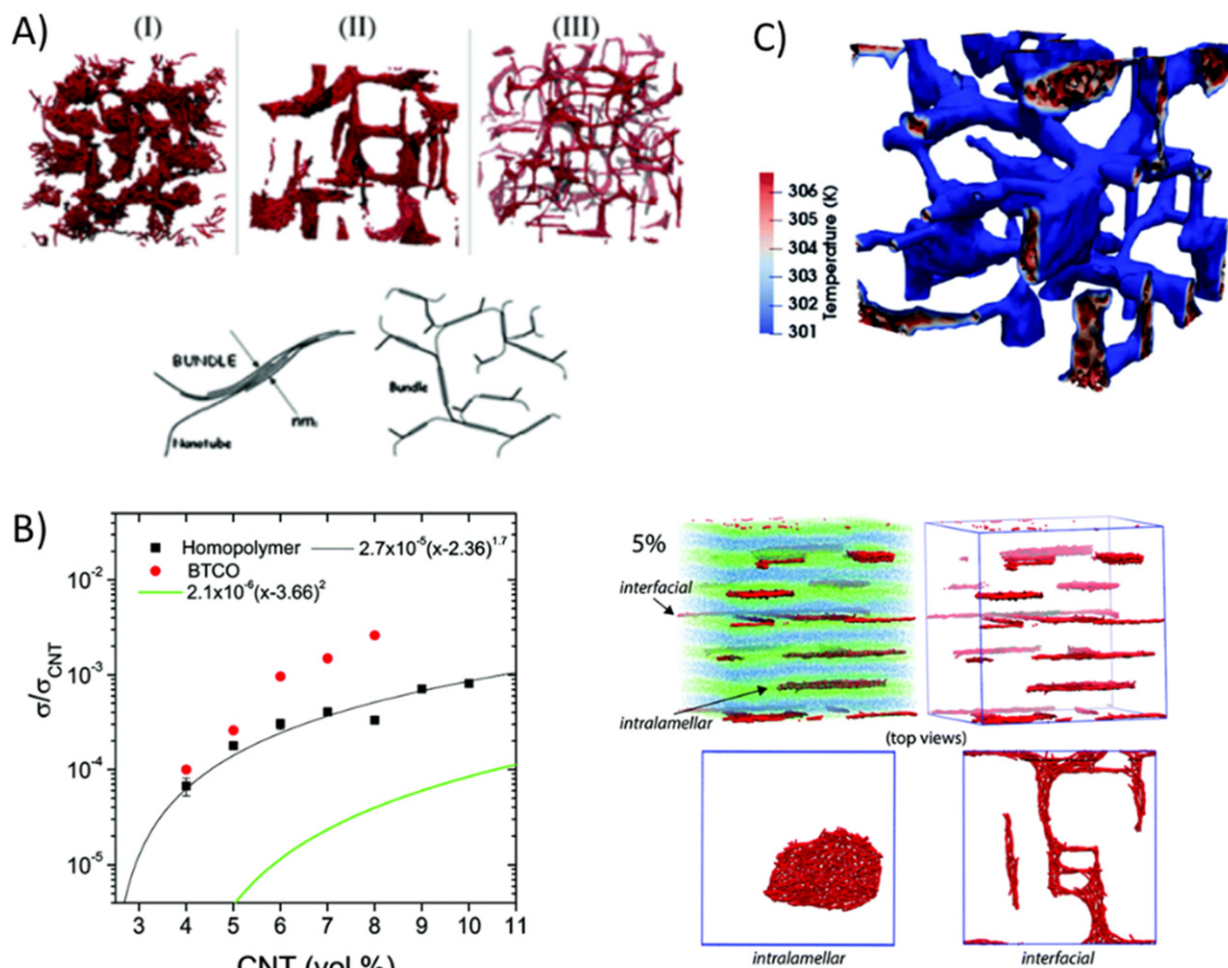 A)
(I)
(II)
(III)
BUNDLE
nm.
Nanotube
Bundle
C)
306
305
304
303
302
301
Temperature (K)
B)
Homopolymer
2.7x10⁻⁵(x-2.36)¹·⁷
BTCO
2.1x10⁻⁶(x-3.66)²
σ/σCNT
10⁻²
10⁻³
10⁻⁴
10⁻⁵
3 4 5 6 7 8 9 10 11
CNT (vol %)
5%
interfacial
intralamellar
(top views)
intralamellar
interfacial